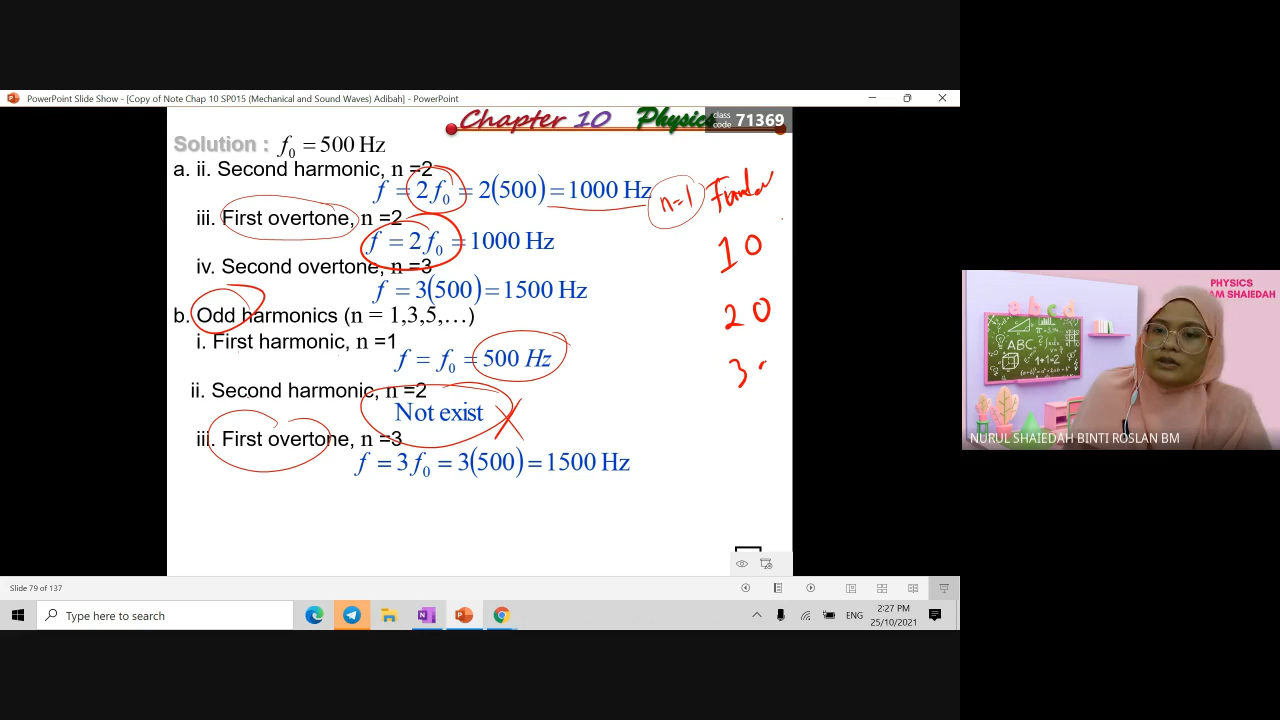 PowerPoint Slide Show - [Copy of Note Chap 10 SP015 (Mechanical and Sound Waves) Adibah] - PowerPoint
Chapter 10 Physics
class code 71369
Solution : f₀ = 500 Hz
a. ii. Second harmonic, n =2
f = 2f₀ = 2(500) = 1000 Hz
n=1
iii. First overtone, n =2
f = 2f₀ = 1000 Hz
1 0
iv. Second overtone, n =3
f = 3(500) = 1500 Hz
2 0
b. Odd harmonics (n = 1,3,5,…)
i. First harmonic, n =1
f = f₀ = 500 Hz
3
ii. Second harmonic, n =2
Not exist
iii. First overtone, n =3
f = 3f₀ = 3(500) = 1500 Hz
PHYSICS
AM SHAIEDAH
a b c d
ABC
1+1=2
NURUL SHAIEDAH BINTI ROSLAN BM
Slide 79 of 137
Type here to search
ENG
2:27 PM
25/10/2021